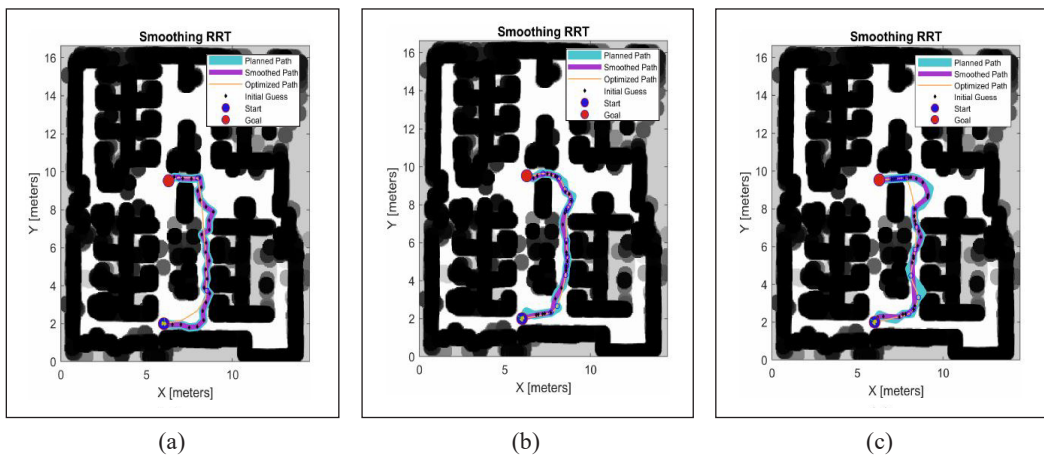 Smoothing RRT
Planned Path
Smoothed Path
Optimized Path
Initial Guess
Start
Goal
16
14
12
10
8
6
4
2
0
Y [meters]
0 5 10
X [meters]
(a)
Smoothing RRT
Planned Path
Smoothed Path
Optimized Path
Initial Guess
Start
Goal
16
14
12
10
8
6
4
2
0
Y [meters]
0 5 10
X [meters]
(b)
Smoothing RRT
Planned Path
Smoothed Path
Optimized Path
Initial Guess
Start
Goal
16
14
12
10
8
6
4
2
0
Y [meters]
0 5 10
X [meters]
(c)